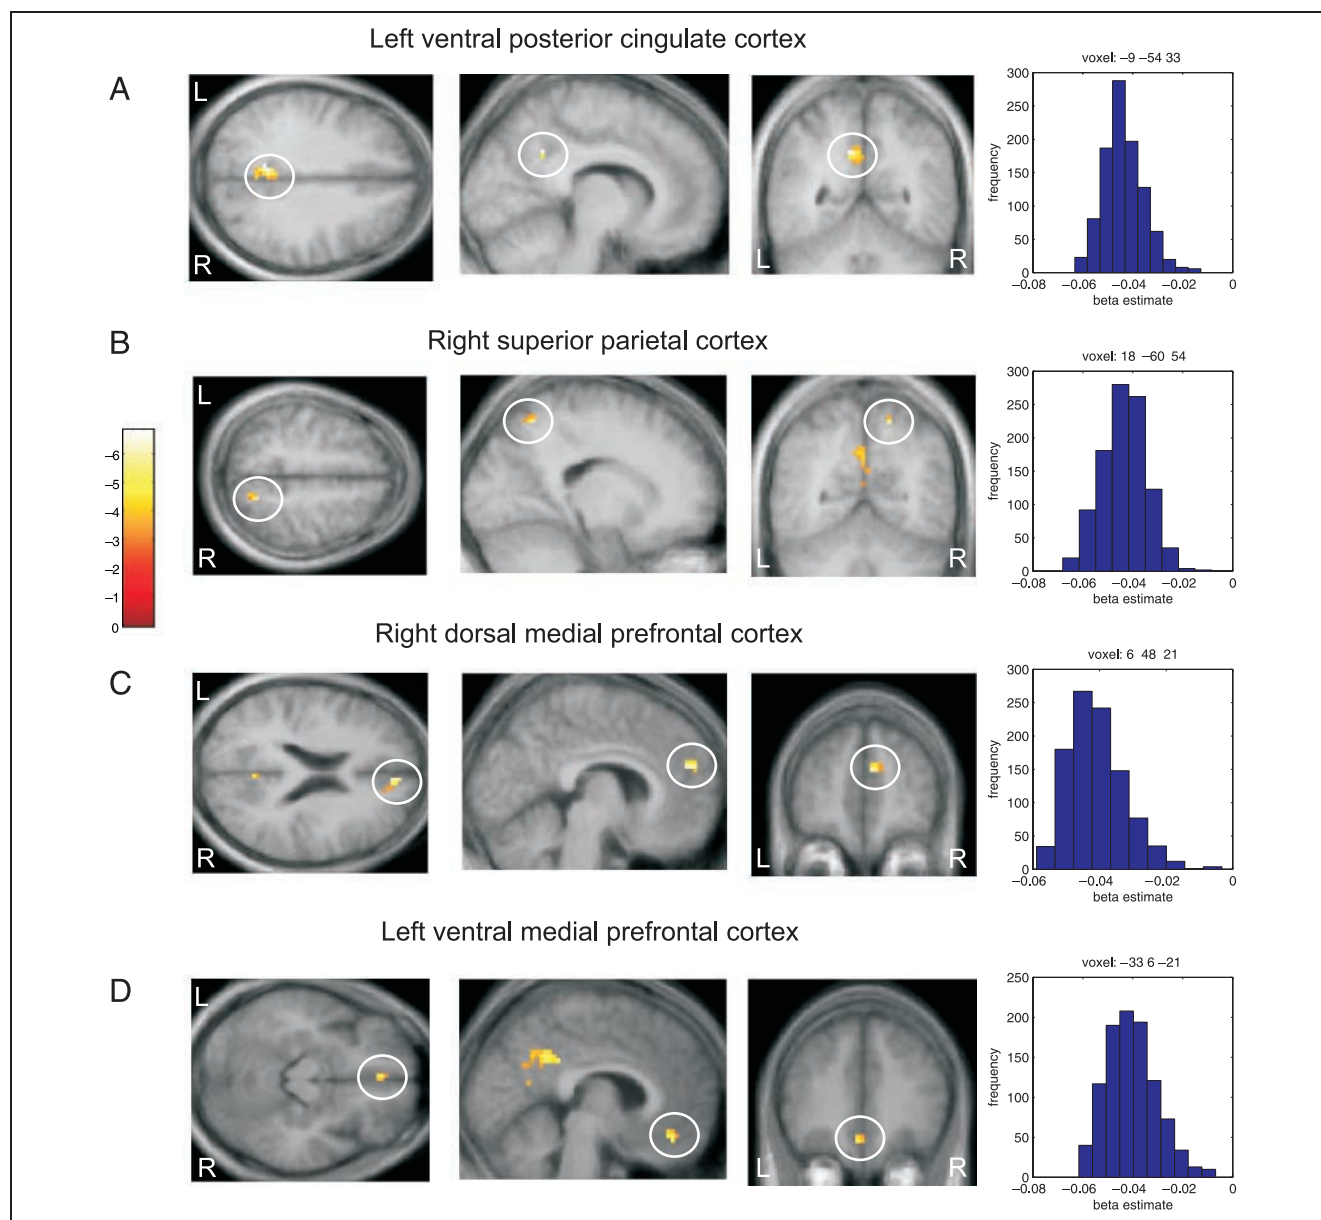 Left ventral posterior cingulate cortex
A
L
R
L R
voxel: −9 −54 33
300
250
200
150
100
50
0
frequency
−0.08 −0.06 −0.04 −0.02 0
beta estimate
Right superior parietal cortex
B
L
R
L R
voxel: 18 −60 54
300
250
200
150
100
50
0
frequency
−0.08 −0.06 −0.04 −0.02 0
beta estimate
−6
−5
−4
−3
−2
−1
0
Right dorsal medial prefrontal cortex
C
L
R
L R
voxel: 6 48 21
300
250
200
150
100
50
0
frequency
−0.06 −0.04 −0.02 0
beta estimate
Left ventral medial prefrontal cortex
D
L
R
L R
voxel: −33 6 −21
250
200
150
100
50
0
frequency
−0.08 −0.06 −0.04 −0.02 0
beta estimate